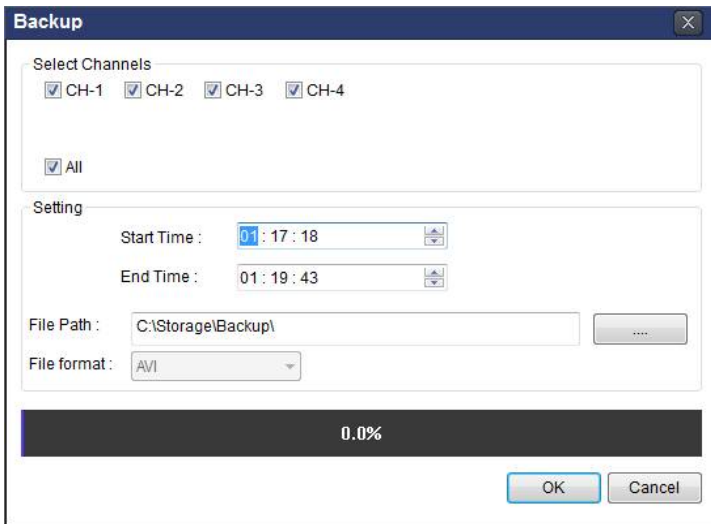 Backup
Select Channels
CH-1 CH-2 CH-3 CH-4
All
Setting
Start Time : 01 : 17 : 18
End Time : 01 : 19 : 43
File Path : C:\Storage\Backup\ ....
File format : AVI
0.0%
OK Cancel